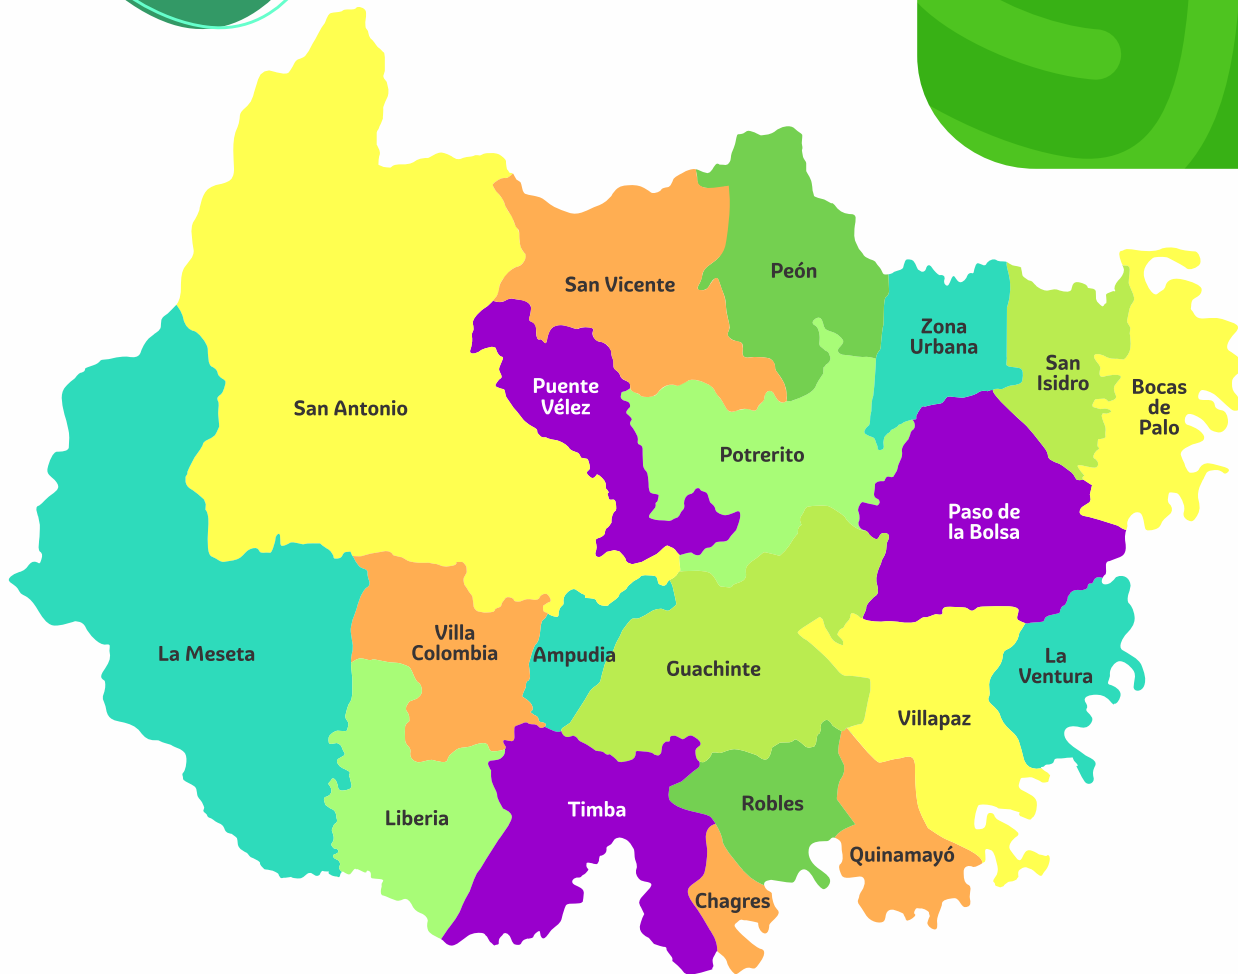 Peón
San Vicente
Zona
Urbana
San
Isidro
Puente
Vélez
Bocas
de
Palo
San Antonio
Potrerito
Paso de
la Bolsa
Villa
Colombia
La Meseta
Ampudia
Guachinte
La
Ventura
Villapaz
Robles
Timba
Liberia
Quinamayó
Chagres